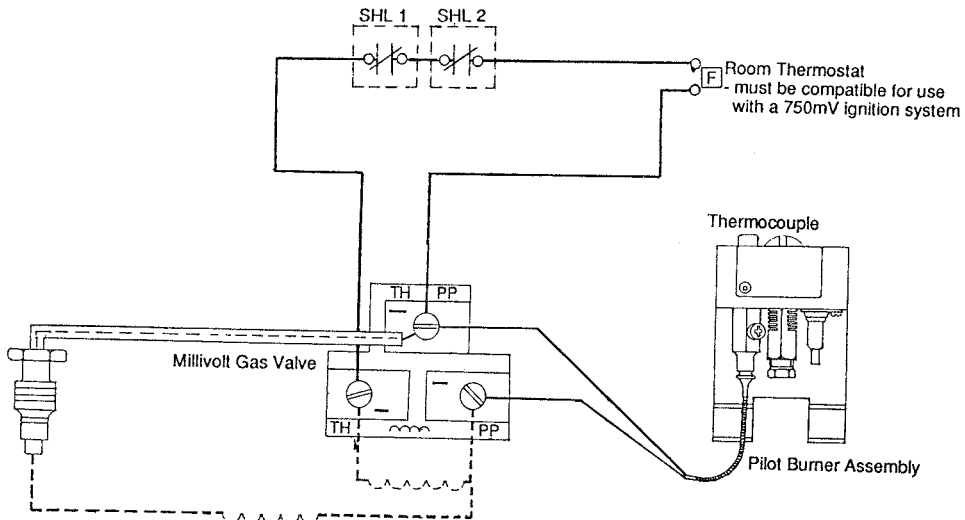 SHL 1 SHL 2
F
Room Thermostat
- must be compatible for use
with a 750mV ignition system
Thermocouple
TH PP
Millivolt Gas Valve
TH PP
Pilot Burner Assembly